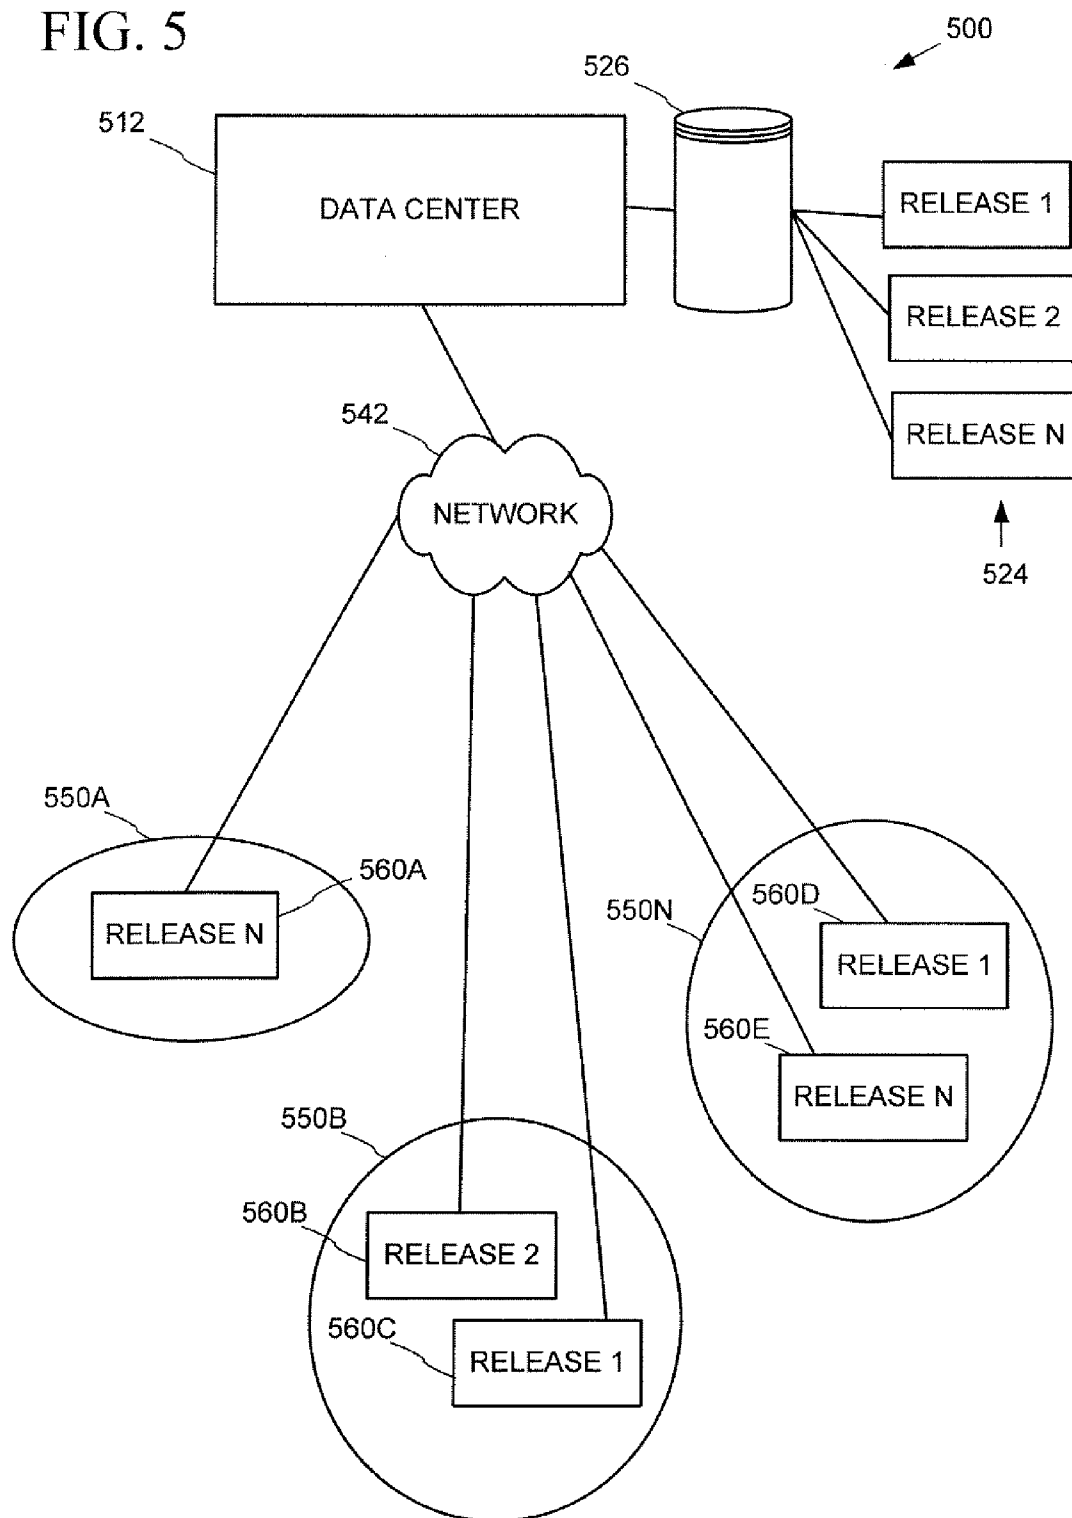 FIG. 5
500
526
512
DATA CENTER
RELEASE 1
RELEASE 2
RELEASE N
524
542
NETWORK
550A
560A
RELEASE N
550N
560D
RELEASE 1
560E
RELEASE N
550B
560B
RELEASE 2
560C
RELEASE 1